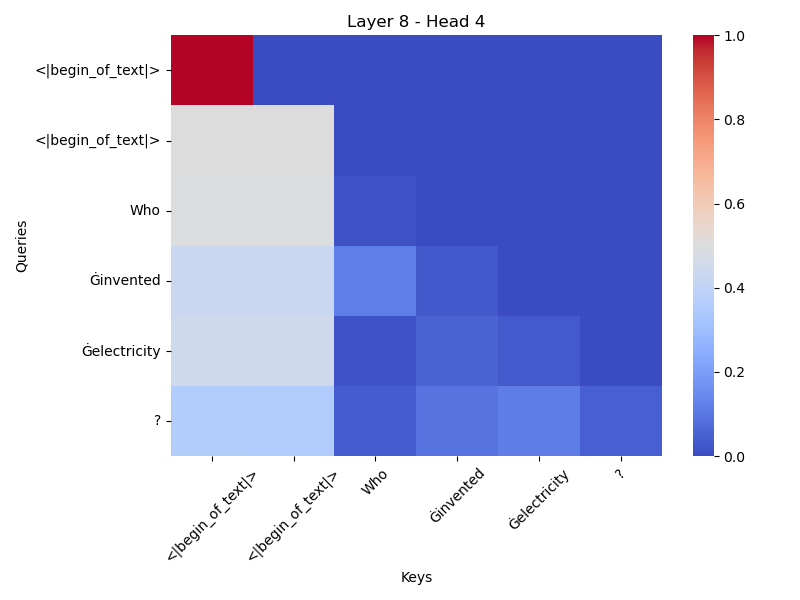 Layer 8 - Head 4
<|begin_of_text|>
<|begin_of_text|>
Who
Ġinvented
Ġelectricity
?
Queries
<|begin_of_text|>
<|begin_of_text|>
Who
Ġinvented
Ġelectricity
?
Keys
1.0
0.8
0.6
0.4
0.2
0.0